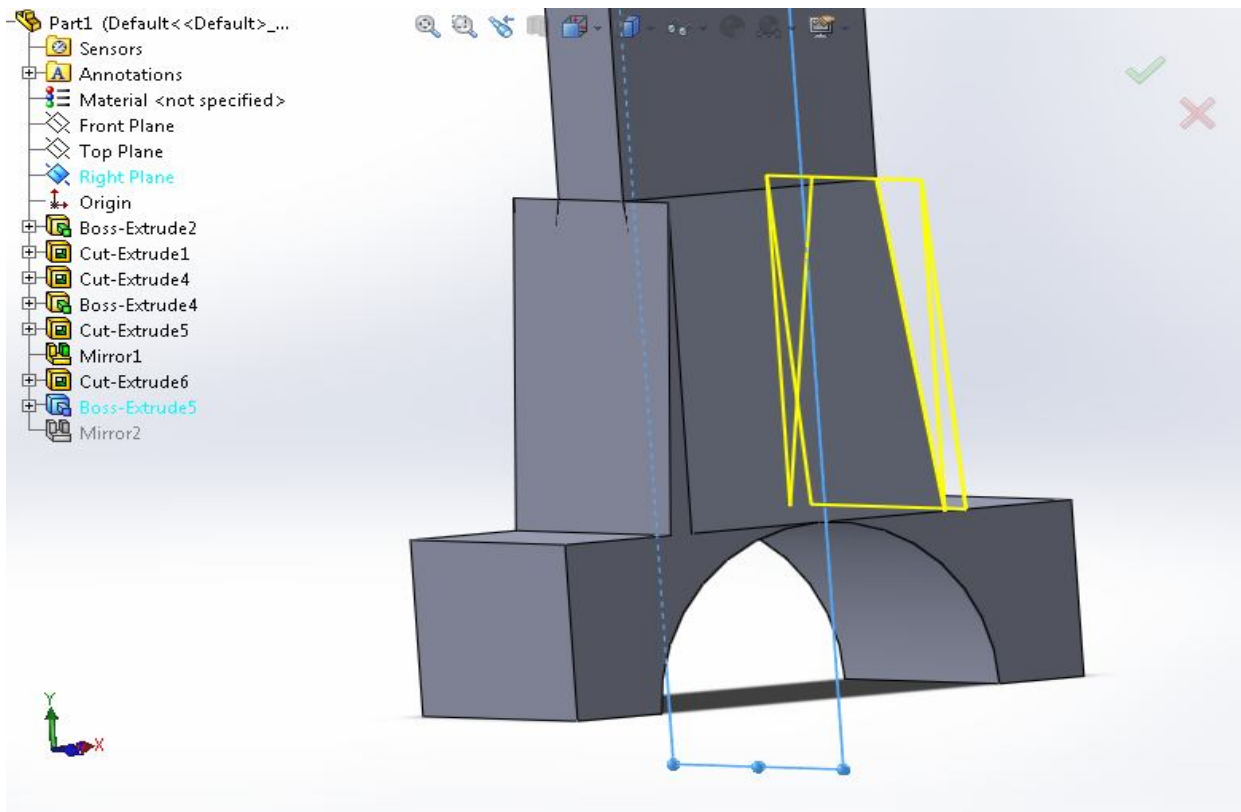 Part1 (Default<<Default>_...
Sensors
A Annotations
Material <not specified>
Front Plane
Top Plane
Right Plane
Origin
Boss-Extrude2
Cut-Extrude1
Cut-Extrude4
Boss-Extrude4
Cut-Extrude5
Mirror1
Cut-Extrude6
Boss-Extrude5
Mirror2
Y
X